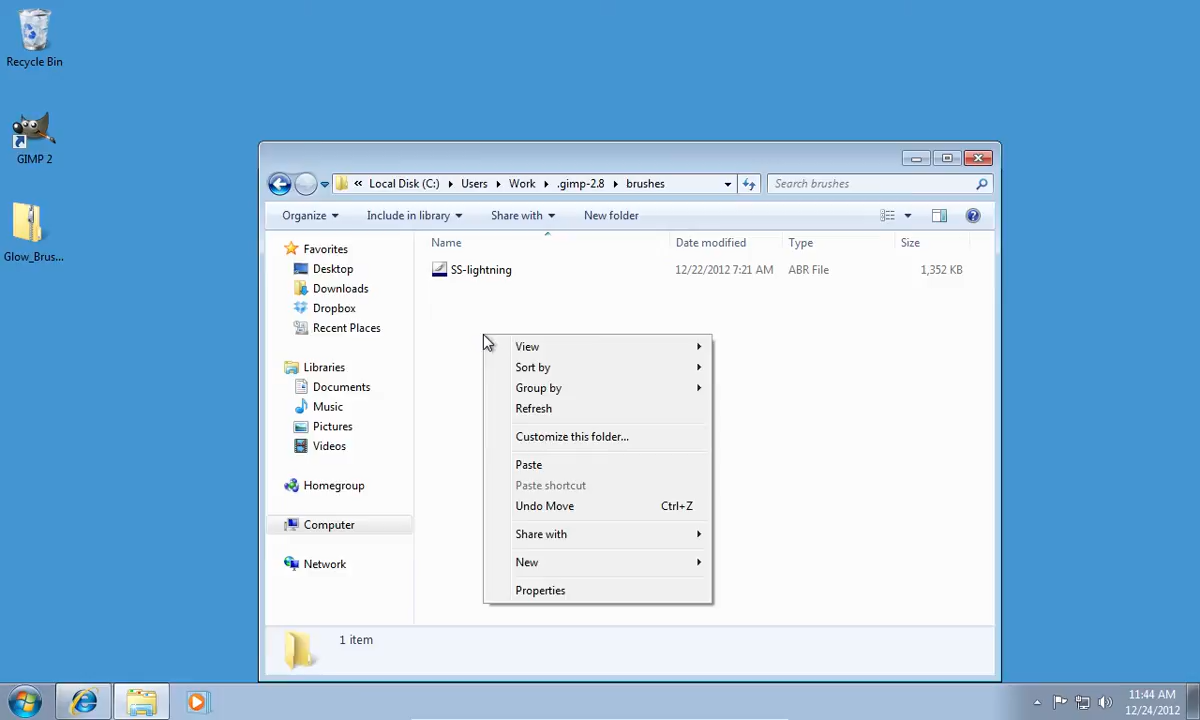 Recycle Bin
GIMP 2
Glow_Brus...
« Local Disk (C:) Users Work .gimp-2.8 brushes
Search brushes
Organize Include in library Share with New folder
Name Date modified Type Size
SS-lightning 12/22/2012 7:21 AM ABR File 1,352 KB
Favorites
Desktop
Downloads
Dropbox
Recent Places
Libraries
Documents
Music
Pictures
Videos
Homegroup
Computer
Network
View
Sort by
Group by
Refresh
Customize this folder...
Paste
Paste shortcut
Undo Move Ctrl+Z
Share with
New
Properties
1 item
11:44 AM
12/24/2012